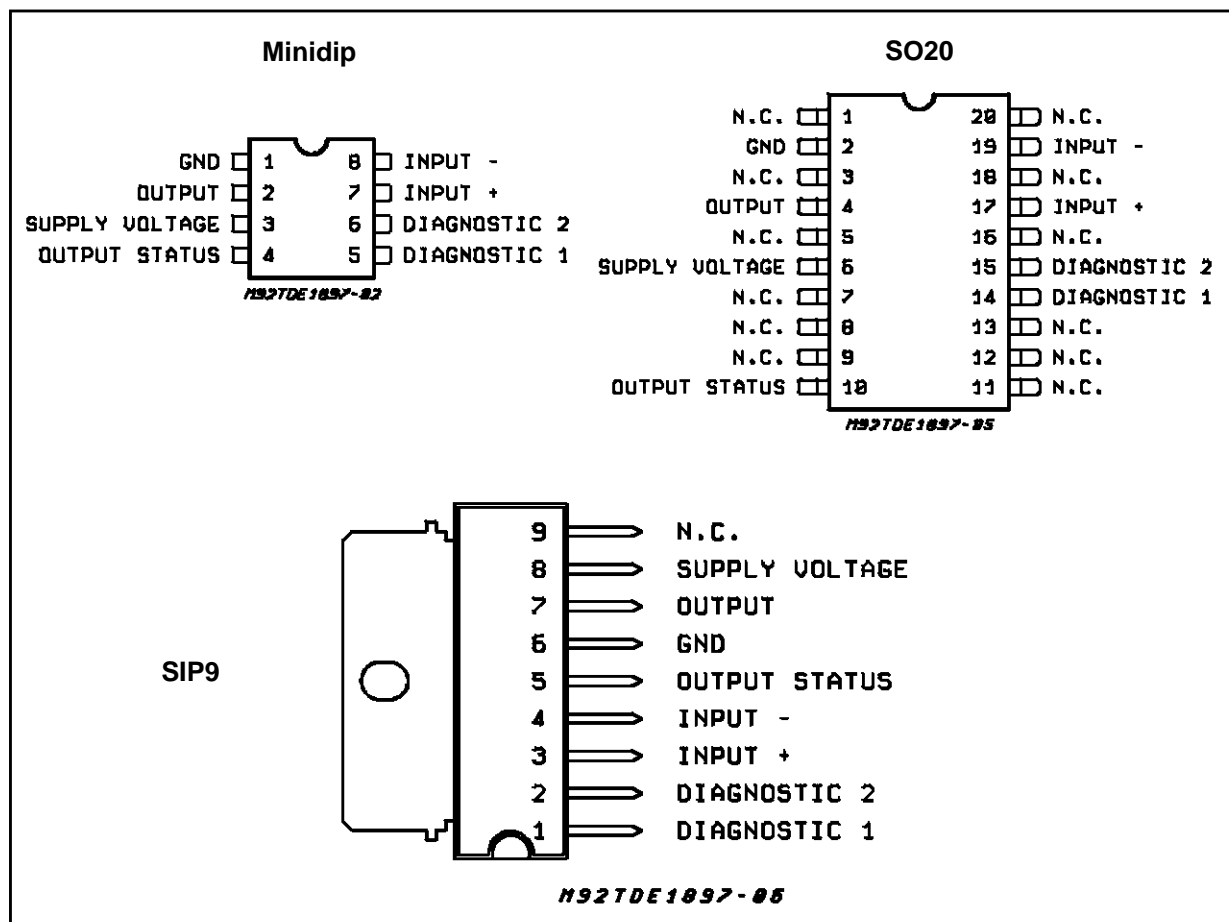 Minidip
GND 1 8 INPUT -
OUTPUT 2 7 INPUT +
SUPPLY VOLTAGE 3 6 DIAGNOSTIC 2
OUTPUT STATUS 4 5 DIAGNOSTIC 1
M92TDE1897-02
SO20
N.C. 1 20 N.C.
GND 2 19 INPUT -
N.C. 3 18 N.C.
OUTPUT 4 17 INPUT +
N.C. 5 16 N.C.
SUPPLY VOLTAGE 6 15 DIAGNOSTIC 2
N.C. 7 14 DIAGNOSTIC 1
N.C. 8 13 N.C.
N.C. 9 12 N.C.
OUTPUT STATUS 10 11 N.C.
M92TDE1897-05
SIP9
9 N.C.
8 SUPPLY VOLTAGE
7 OUTPUT
6 GND
5 OUTPUT STATUS
4 INPUT -
3 INPUT +
2 DIAGNOSTIC 2
1 DIAGNOSTIC 1
M92TDE1897-06